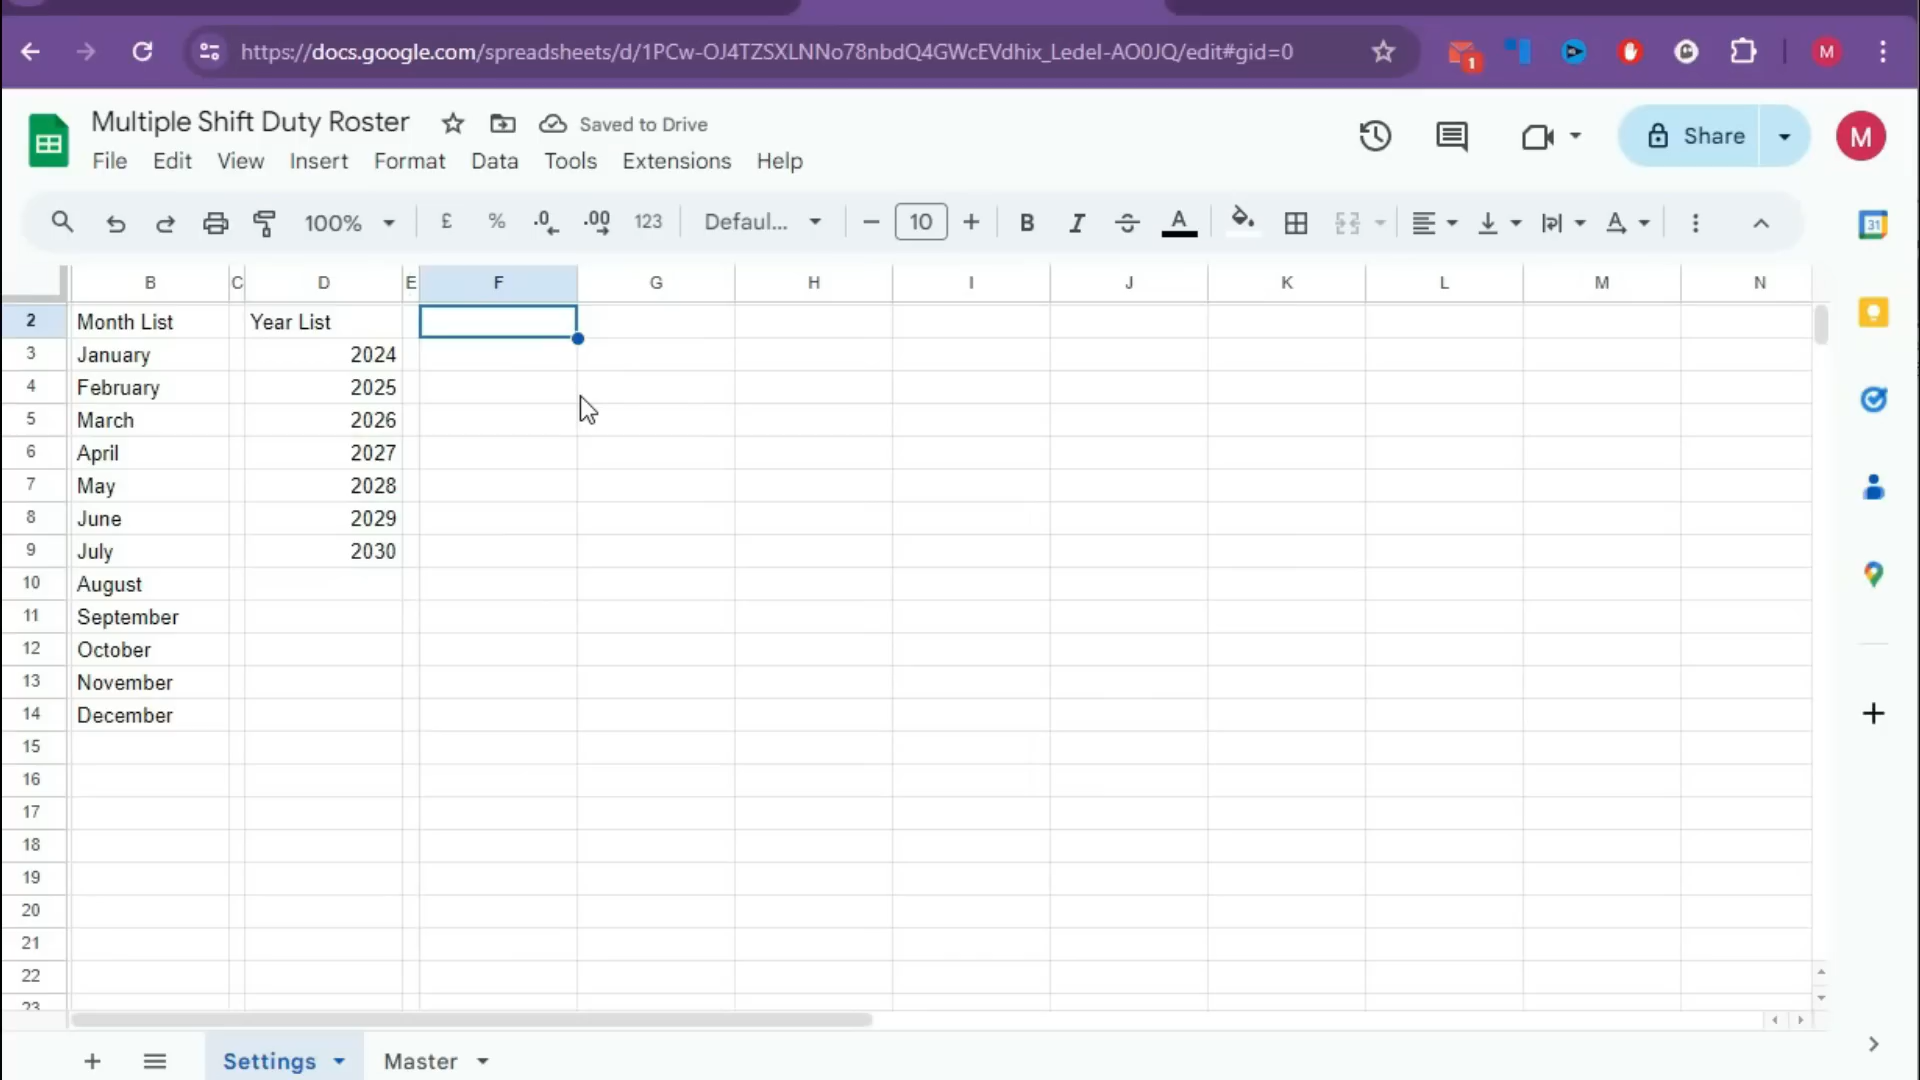 https://docs.google.com/spreadsheets/d/1PCw-OJ4TZSXLNNo78nbdQ4GWcEVdhix_Ledel-AO0JQ/edit#gid=0
1
M
Multiple Shift Duty Roster
Saved to Drive
File Edit View Insert Format Data Tools Extensions Help
Share
M
100% £ % .0 .00 123 Defaul... 10 B I A A
31
B C D E F G H I J K L M N
2 Month List Year List
3 January 2024
4 February 2025
5 March 2026
6 April 2027
7 May 2028
8 June 2029
9 July 2030
10 August
11 September
12 October
13 November
14 December
15
16
17
18
19
20
21
22
23
Settings Master